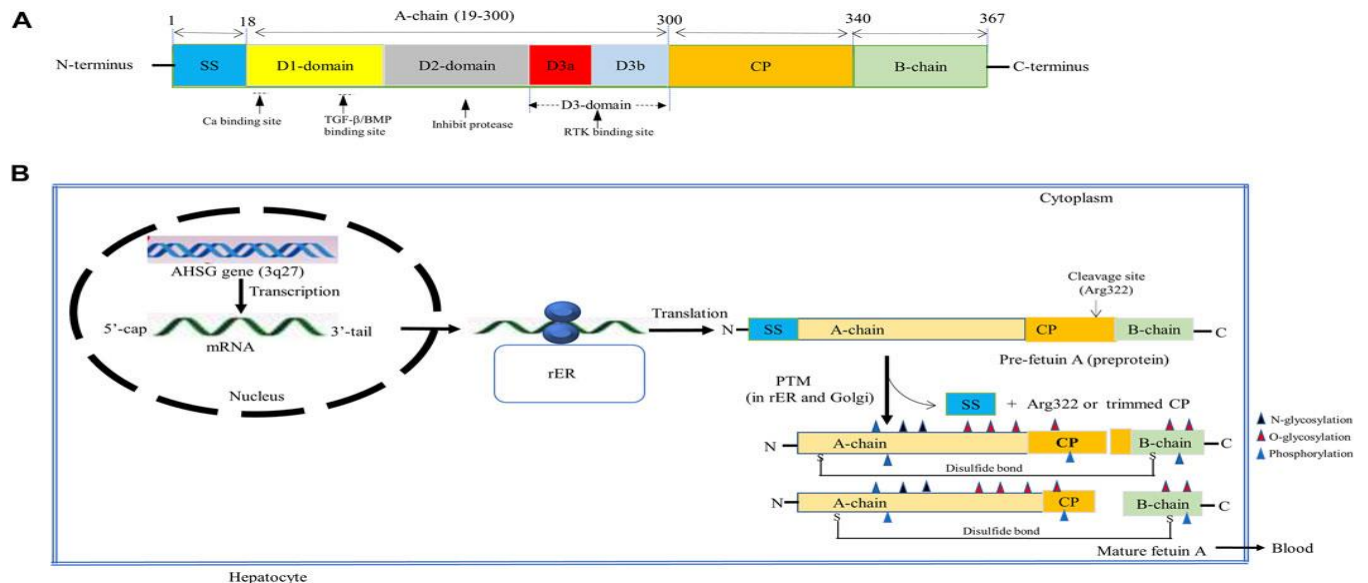 A
1
18
A-chain (19-300)
300
340
367
N-terminus
SS
D1-domain
D2-domain
D3a
D3b
CP
B-chain
C-terminus
D3-domain
Ca binding site
TGF-β/BMP
binding site
Inhibit protease
RTK binding site
B
Cytoplasm
AHSG gene (3q27)
Transcription
5’-cap
3’-tail
mRNA
Nucleus
rER
Translation
Cleavage site
(Arg322)
N
SS
A-chain
CP
B-chain
C
Pre-fetuin A (preprotein)
PTM
(in rER and Golgi)
SS + Arg322 or trimmed CP
N-glycosylation
O-glycosylation
Phosphorylation
N
A-chain
CP
B-chain
C
S
Disulfide bond
S
N
A-chain
CP
B-chain
C
S
Disulfide bond
S
Mature fetuin A
Blood
Hepatocyte